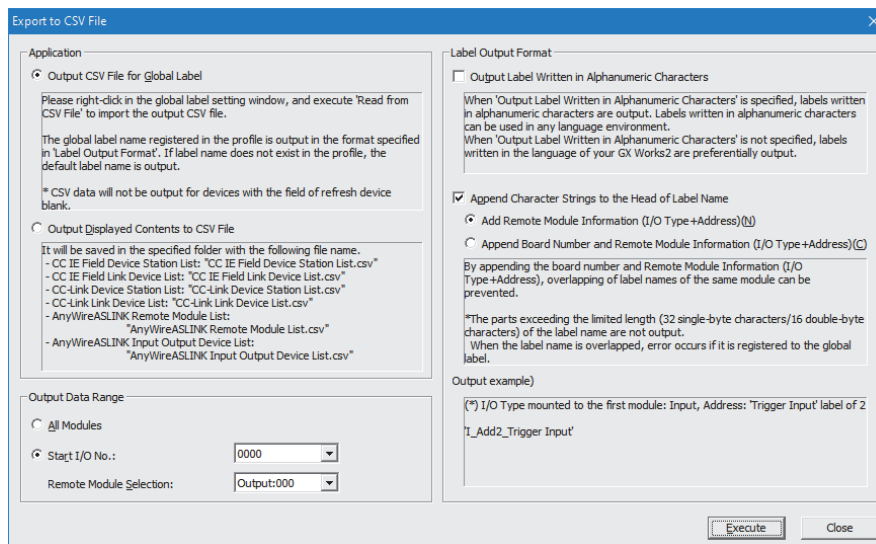 Export to CSV File
Application
Output CSV File for Global Label
Please right-click in the global label setting window, and execute 'Read from
CSV File' to import the output CSV file.
The global label name registered in the profile is output in the format specified
in 'Label Output Format'. If label name does not exist in the profile, the
default label name is output.
* CSV data will not be output for devices with the field of refresh device
blank.
Output Displayed Contents to CSV File
It will be saved in the specified folder with the following file name.
- CC IE Field Device Station List: "CC IE Field Device Station List.csv"
- CC IE Field Link Device List: "CC IE Field Link Device List.csv"
- CC-Link Device Station List: "CC-Link Device Station List.csv"
- CC-Link Link Device List: "CC-Link Link Device List.csv"
- AnyWireASLINK Remote Module List:
"AnyWireASLINK Remote Module List.csv"
- AnyWireASLINK Input Output Device List:
"AnyWireASLINK Input Output Device List.csv"
Output Data Range
All Modules
Start I/O No.:
0000
Remote Module Selection:
Output:000
Label Output Format
Output Label Written in Alphanumeric Characters
When 'Output Label Written in Alphanumeric Characters' is specified, labels written
in alphanumeric characters are output. Labels written in alphanumeric characters
can be used in any language environment.
When 'Output Label Written in Alphanumeric Characters' is not specified, labels
written in the language of your GX Works2 are preferentially output.
Append Character Strings to the Head of Label Name
Add Remote Module Information (I/O Type+Address)(N)
Append Board Number and Remote Module Information (I/O Type+Address)(C)
By appending the board number and Remote Module Information (I/O
Type+Address), overlapping of label names of the same module can be
prevented.
*The parts exceeding the limited length (32 single-byte characters/16 double-byte
characters) of the label name are not output.
When the label name is overlapped, error occurs if it is registered to the global
label.
Output example)
(*) I/O Type mounted to the first module: Input, Address: 'Trigger Input' label of 2
'I_Add2_Trigger Input'
Execute
Close